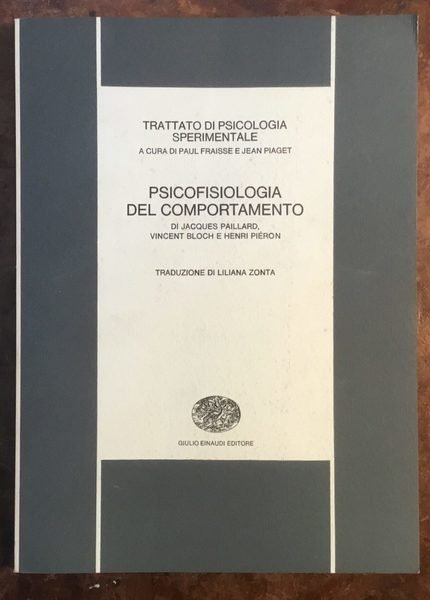 TRATTATO DI PSICOLOGIA
SPERIMENTALE
A CURA DI PAUL FRAISSE E JEAN PIAGET
PSICOFISIOLOGIA
DEL COMPORTAMENTO
DI JACQUES PAILLARD,
VINCENT BLOCH E HENRI PIÉRON
TRADUZIONE DI LILIANA ZONTA
GIULIO EINAUDI EDITORE